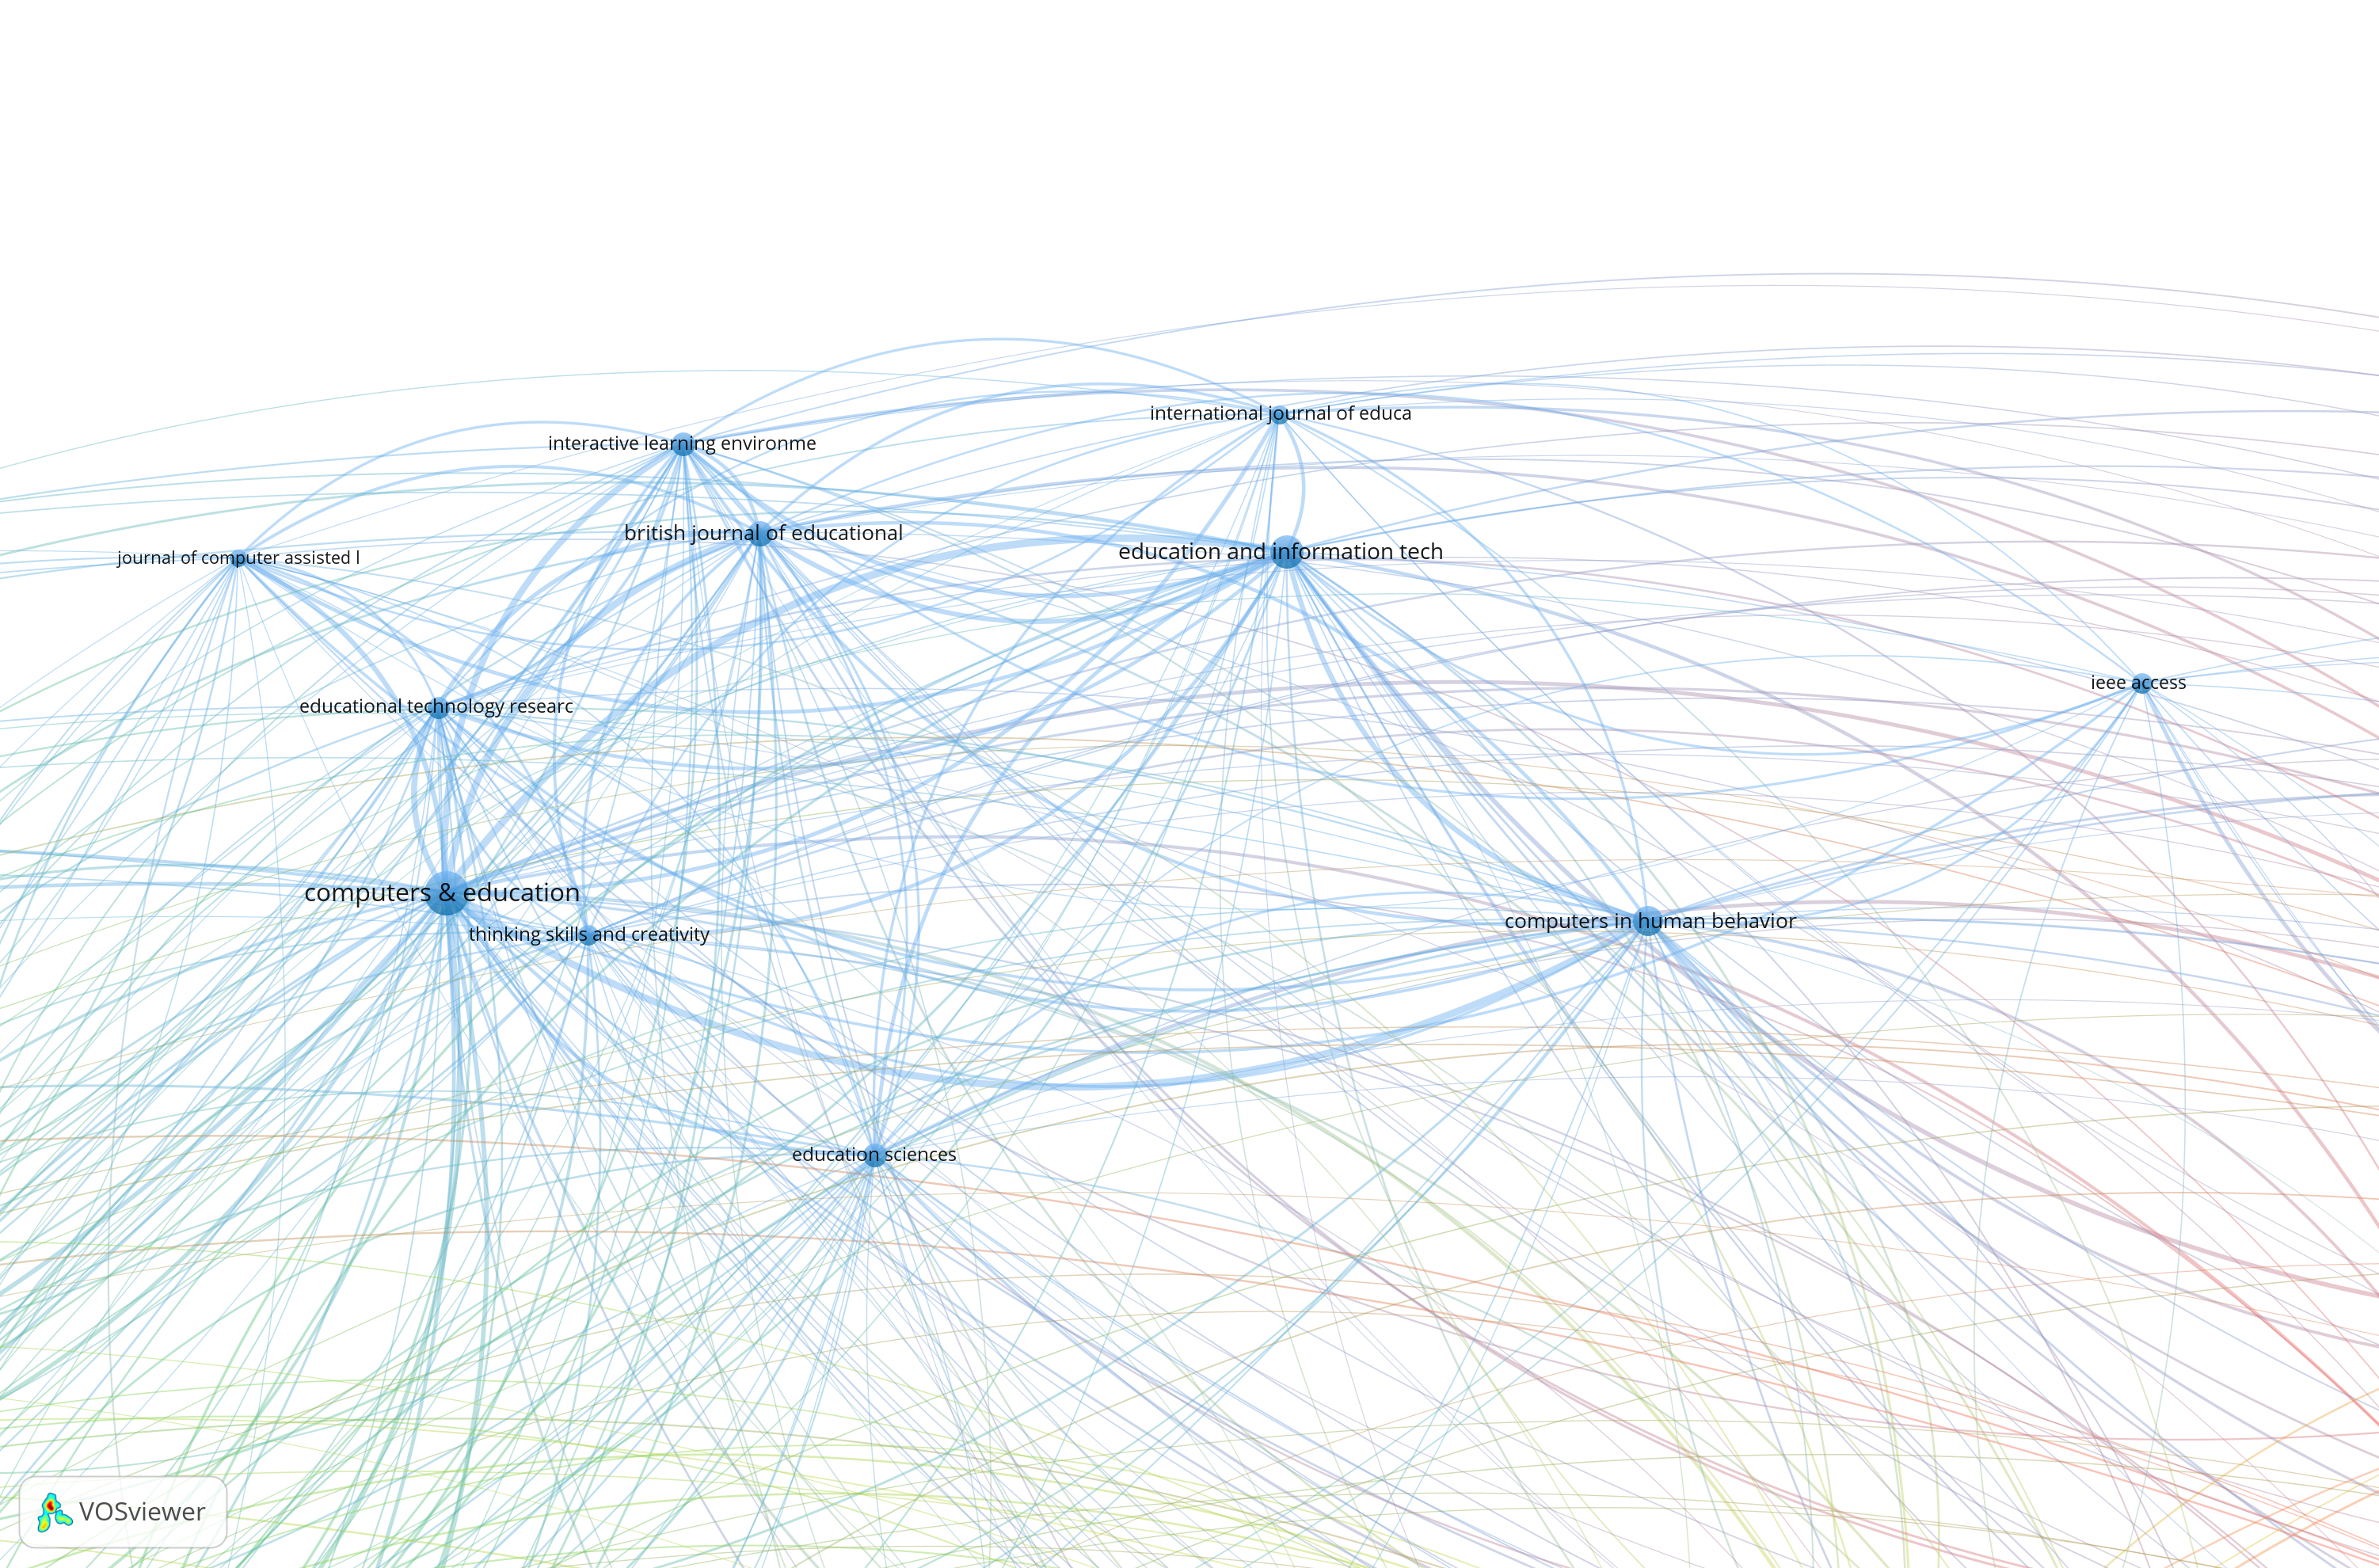 international journal of educa
interactive learning environme
british journal of educational
education and information tech
journal of computer assisted l
ieee access
educational technology researc
computers & education
computers in human behavior
thinking skills and creativity
education sciences
VOSviewer